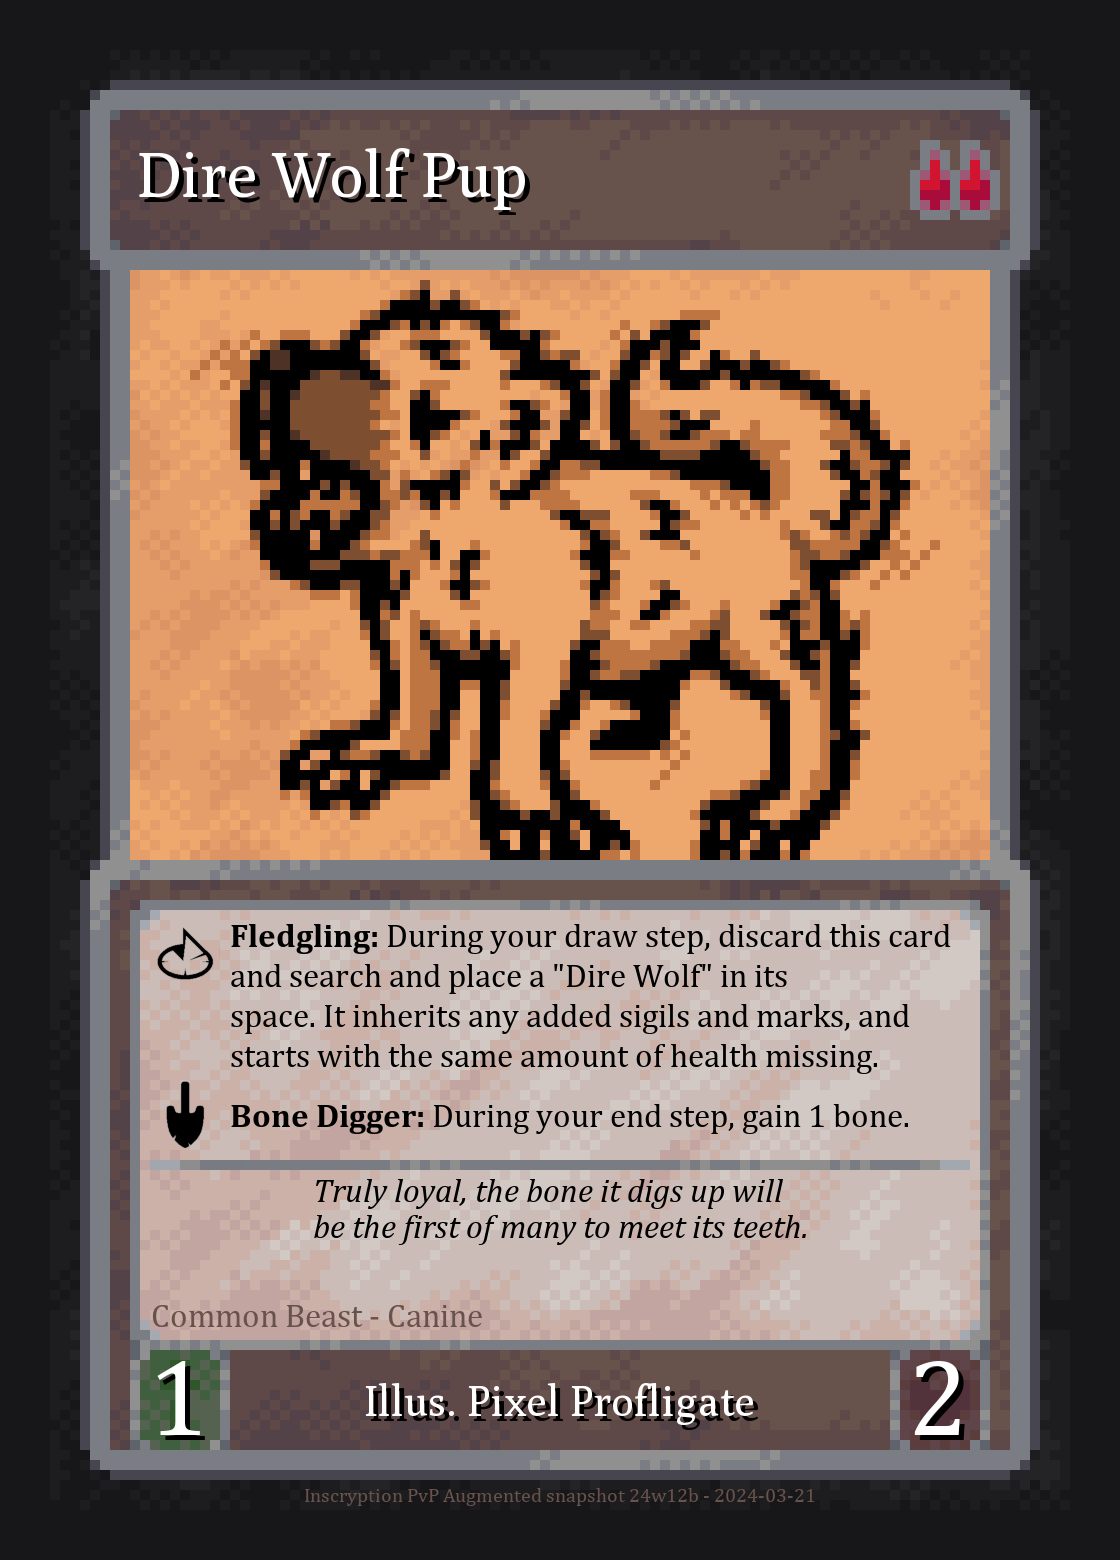 Dire Wolf Pup
Fledgling: During your draw step, discard this card
and search and place a "Dire Wolf" in its
space. It inherits any added sigils and marks, and
starts with the same amount of health missing.
Bone Digger: During your end step, gain 1 bone.
Truly loyal, the bone it digs up will
be the first of many to meet its teeth.
Common Beast - Canine
1
Illus. Pixel Profligate
2
Inscryption PvP Augmented snapshot 24w12b - 2024-03-21